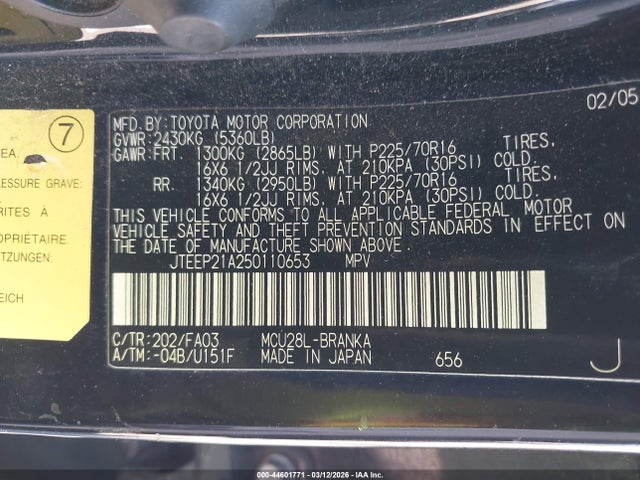 02/05
MFD.BY:TOYOTA MOTOR CORPORATION
GVWR:2430KG (5360LB)
GAWR:FRT. 1300KG (2865LB) WITH P225/70R16 TIRES,
16X6 1/2JJ RIMS, AT 210KPA (30PSI) COLD.
RR. 1340KG (2950LB) WITH P225/70R16 TIRES,
16X6 1/2JJ RIMS, AT 210KPA (30PSI) COLD.
THIS VEHICLE CONFORMS TO ALL APPLICABLE FEDERAL MOTOR
VEHICLE SAFETY AND THEFT PREVENTION STANDARDS IN EFFECT ON
THE DATE OF MANUFACTURE SHOWN ABOVE.
JTEEP21A250110653 MPV
C/TR:202/FA03 MCU28L-BRANKA
A/TM:-04B/U151F MADE IN JAPAN 656 J
7
EA.
RESSURE GRAVE:
RITES À
PROPRIÉTAIRE.
SETZUNGEN.
EICH
000-44601771 - 03/12/2026 - IAA Inc.